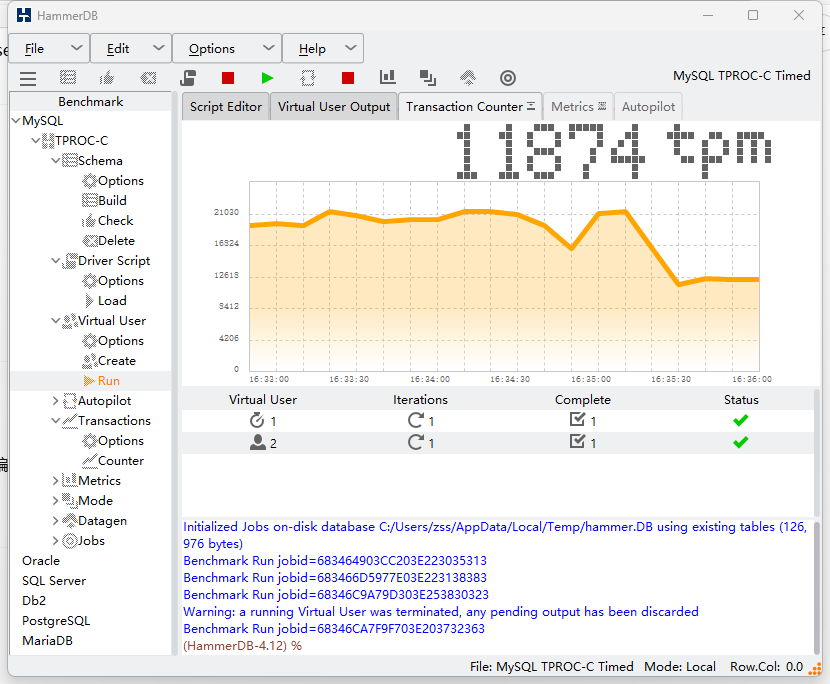 HammerDB
File Edit Options Help
MySQL TPROC-C Timed
Benchmark
Script Editor Virtual User Output Transaction Counter Metrics Autopilot
MySQL
TPROC-C
Schema
Options
Build
Check
Delete
Driver Script
Options
Load
Virtual User
Options
Create
Run
Autopilot
Transactions
Options
Counter
Metrics
Mode
Datagen
Jobs
Oracle
SQL Server
Db2
PostgreSQL
MariaDB
11874 tpm
21030
16824
12618
8412
4206
0
16:33:00 16:33:30 16:34:00 16:34:30 16:35:00 16:35:30 16:36:00
Virtual User Iterations Complete Status
1 1 1
2 1 1
Initialized Jobs on-disk database C:/Users/zss/AppData/Local/Temp/hammer.DB using existing tables (126,
976 bytes)
Benchmark Run jobid=683464903CC203E223035313
Benchmark Run jobid=683466D5977E03E223138383
Benchmark Run jobid=68346C9A79D303E253830323
Warning: a running Virtual User was terminated, any pending output has been discarded
Benchmark Run jobid=68346CA7F9F703E203732363
(HammerDB-4.12) %
File: MySQL TPROC-C Timed Mode: Local Row.Col: 0.0